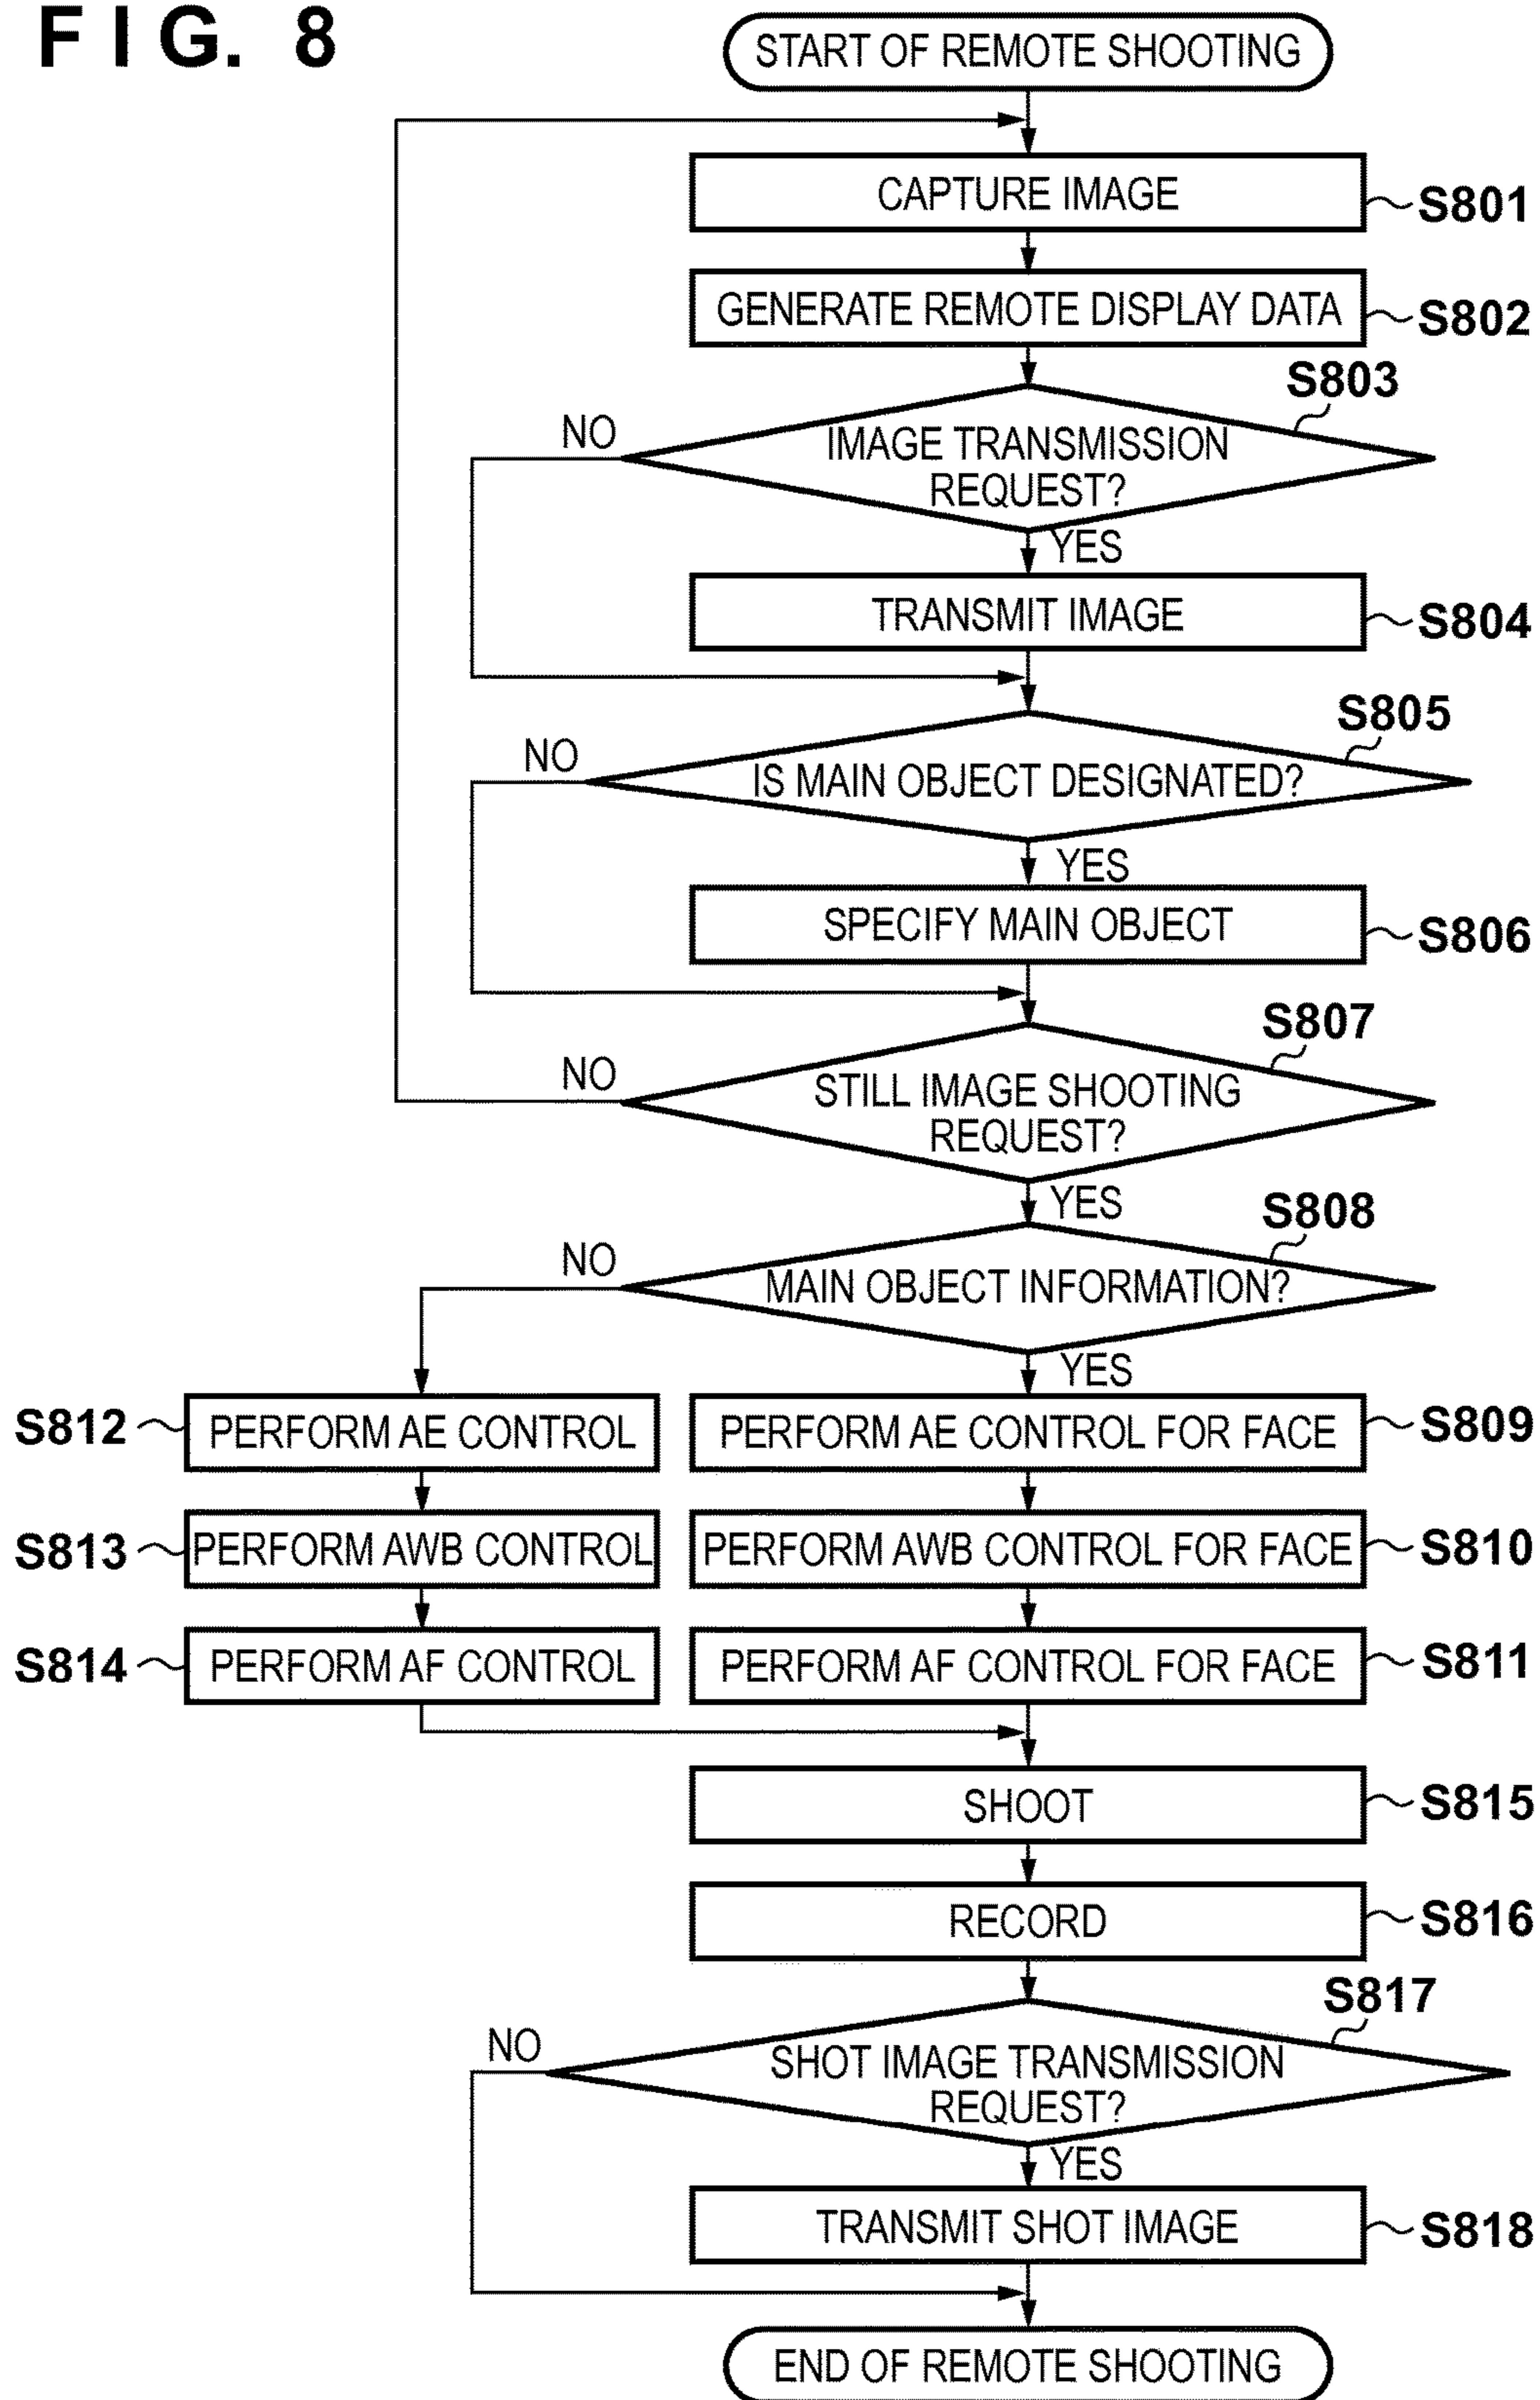 FIG. 8
START OF REMOTE SHOOTING
CAPTURE IMAGE
S801
GENERATE REMOTE DISPLAY DATA
S802
S803
NO
IMAGE TRANSMISSION
REQUEST?
YES
TRANSMIT IMAGE
S804
S805
NO
IS MAIN OBJECT DESIGNATED?
YES
SPECIFY MAIN OBJECT
S806
S807
NO
STILL IMAGE SHOOTING
REQUEST?
YES
S808
NO
MAIN OBJECT INFORMATION?
YES
S812
PERFORM AE CONTROL
PERFORM AE CONTROL FOR FACE
S809
S813
PERFORM AWB CONTROL
PERFORM AWB CONTROL FOR FACE
S810
S814
PERFORM AF CONTROL
PERFORM AF CONTROL FOR FACE
S811
SHOOT
S815
RECORD
S816
S817
NO
SHOT IMAGE TRANSMISSION
REQUEST?
YES
TRANSMIT SHOT IMAGE
S818
END OF REMOTE SHOOTING